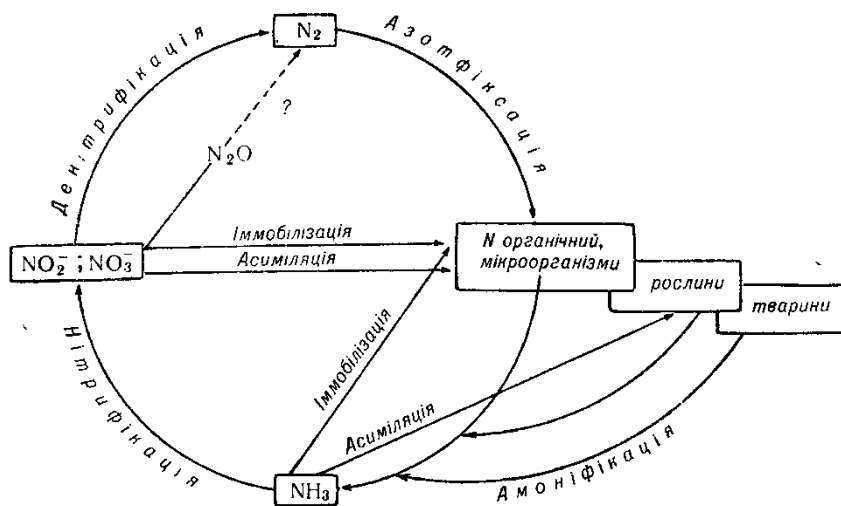 N₂
Азотфіксація
Денітрифікація
?
N₂O
Іммобілізація
NO₂⁻; NO₃⁻
Асиміляція
N органічний,
мікроорганізми
рослини
тварини
Іммобілізація
Асиміляція
Нітрифікація
NH₃
Амоніфікація